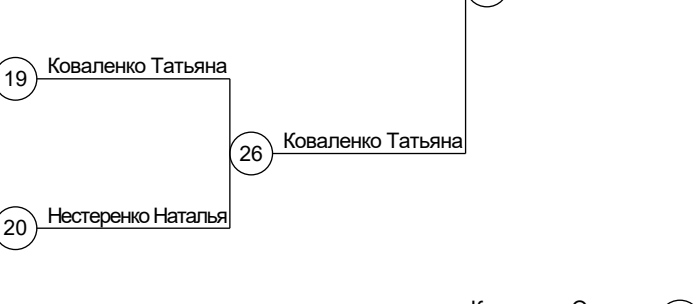 19 Коваленко Татьяна
26 Коваленко Татьяна
20 Нестеренко Наталья